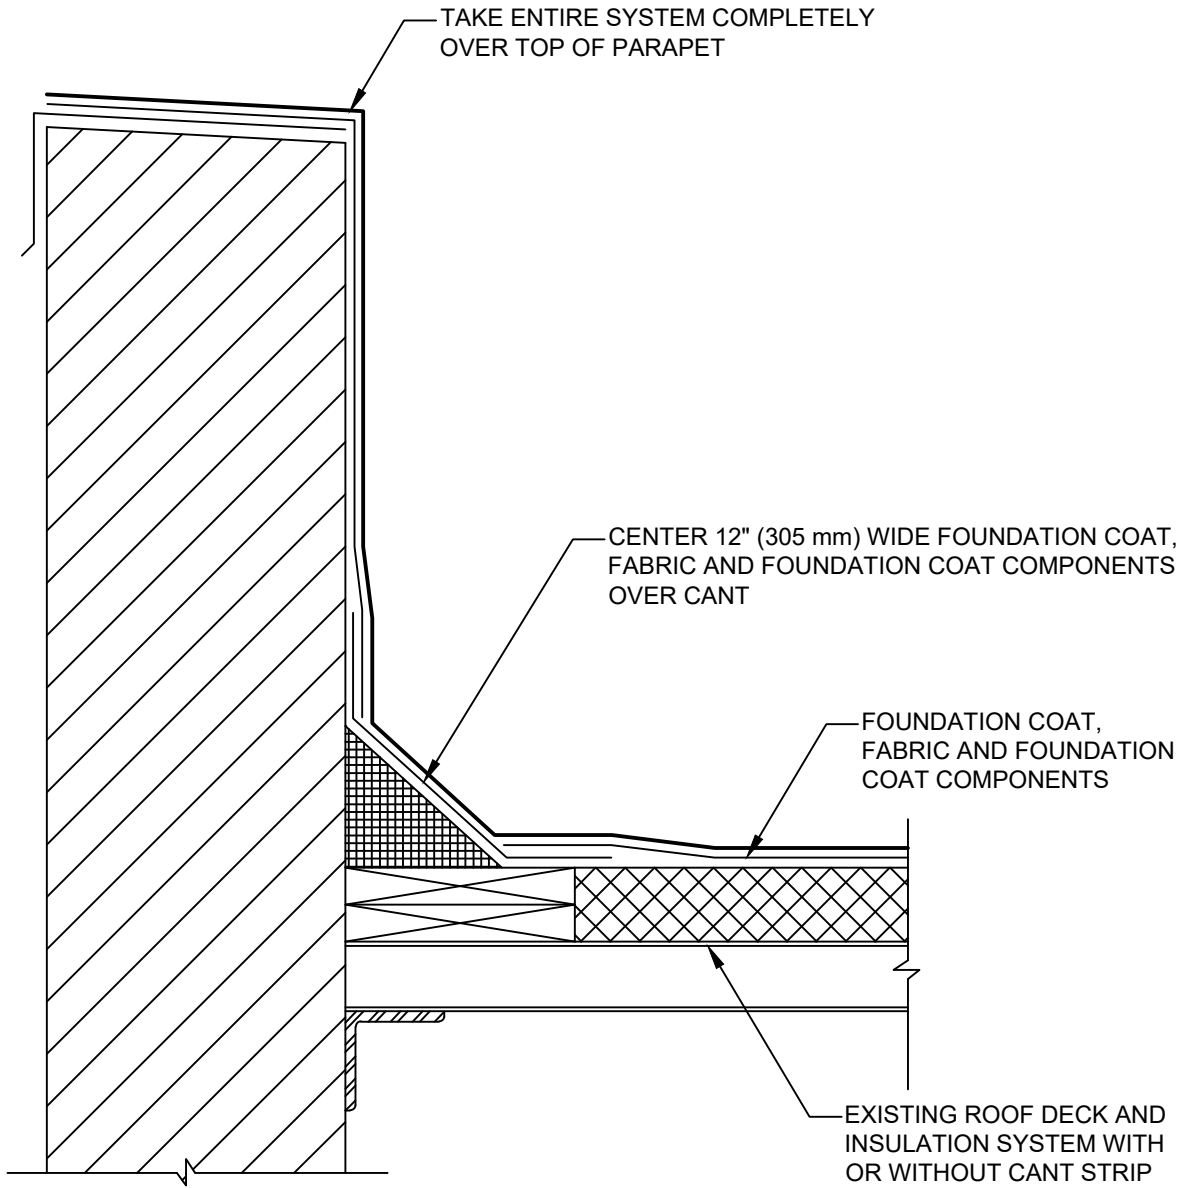 TAKE ENTIRE SYSTEM COMPLETELY
OVER TOP OF PARAPET
CENTER 12" (305 mm) WIDE FOUNDATION COAT,
FABRIC AND FOUNDATION COAT COMPONENTS
OVER CANT
FOUNDATION COAT,
FABRIC AND FOUNDATION
COAT COMPONENTS
EXISTING ROOF DECK AND
INSULATION SYSTEM WITH
OR WITHOUT CANT STRIP